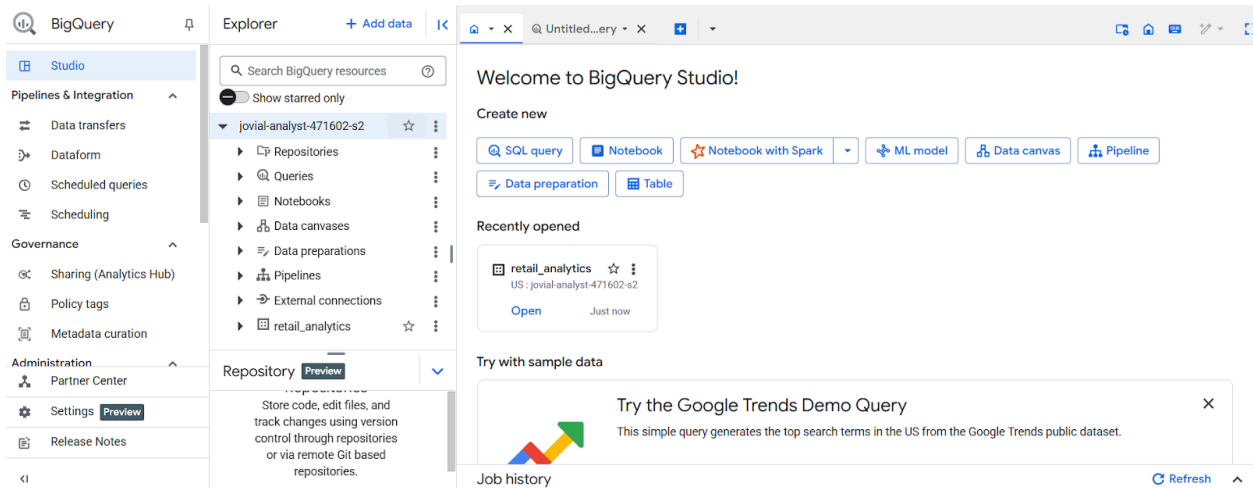 BigQuery
Studio
Pipelines & Integration
Data transfers
Dataform
Scheduled queries
Scheduling
Governance
Sharing (Analytics Hub)
Policy tags
Metadata curation
Administration
Partner Center
Settings Preview
Release Notes
Explorer
+ Add data
Search BigQuery resources
Show starred only
jovial-analyst-471602-s2
Repositories
Queries
Notebooks
Data canvases
Data preparations
Pipelines
External connections
retail_analytics
Repository Preview
Repositories
Store code, edit files, and
track changes using version
control through repositories
or via remote Git based
repositories.
Untitled...ery
Welcome to BigQuery Studio!
Create new
SQL query
Notebook
Notebook with Spark
ML model
Data canvas
Pipeline
Data preparation
Table
Recently opened
retail_analytics
US : jovial-analyst-471602-s2
Open
Just now
Try with sample data
Try the Google Trends Demo Query
This simple query generates the top search terms in the US from the Google Trends public dataset.
Job history
Refresh